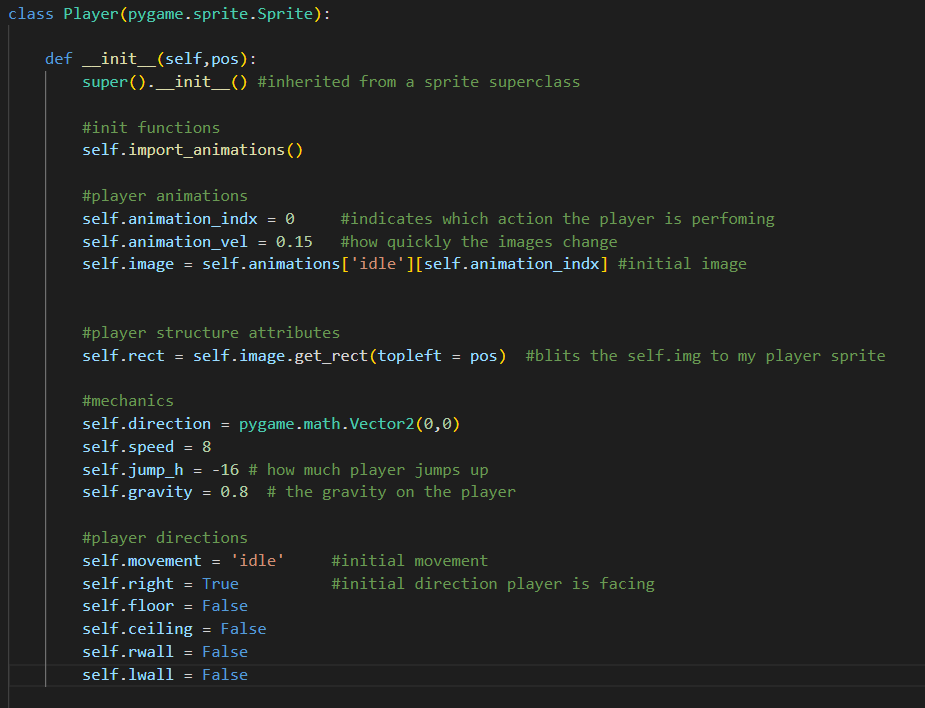 class Player(pygame.sprite.Sprite):
def __init__(self,pos):
super().__init__() #inherited from a sprite superclass
#init functions
self.import_animations()
#player animations
self.animation_indx = 0     #indicates which action the player is perfoming
self.animation_vel = 0.15   #how quickly the images change
self.image = self.animations['idle'][self.animation_indx] #initial image
#player structure attributes
self.rect = self.image.get_rect(topleft = pos)  #blits the self.img to my player sprite
#mechanics
self.direction = pygame.math.Vector2(0,0)
self.speed = 8
self.jump_h = -16 # how much player jumps up
self.gravity = 0.8  # the gravity on the player
#player directions
self.movement = 'idle'     #initial movement
self.right = True          #initial direction player is facing
self.floor = False
self.ceiling = False
self.rwall = False
self.lwall = False